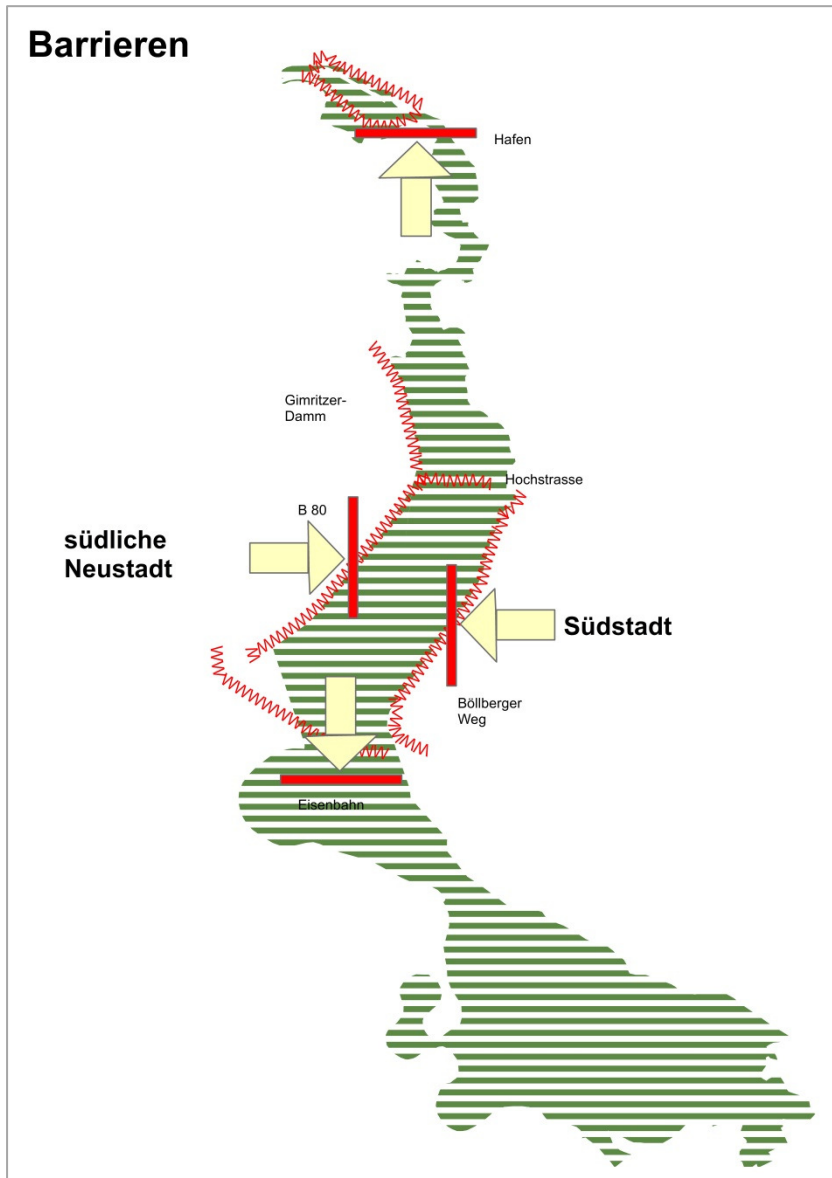 Barrieren
Hafen
Gimritzer-
Damm
Hochstrasse
B 80
südliche
Neustadt
Südstadt
Böllberger
Weg
Eisenbahn